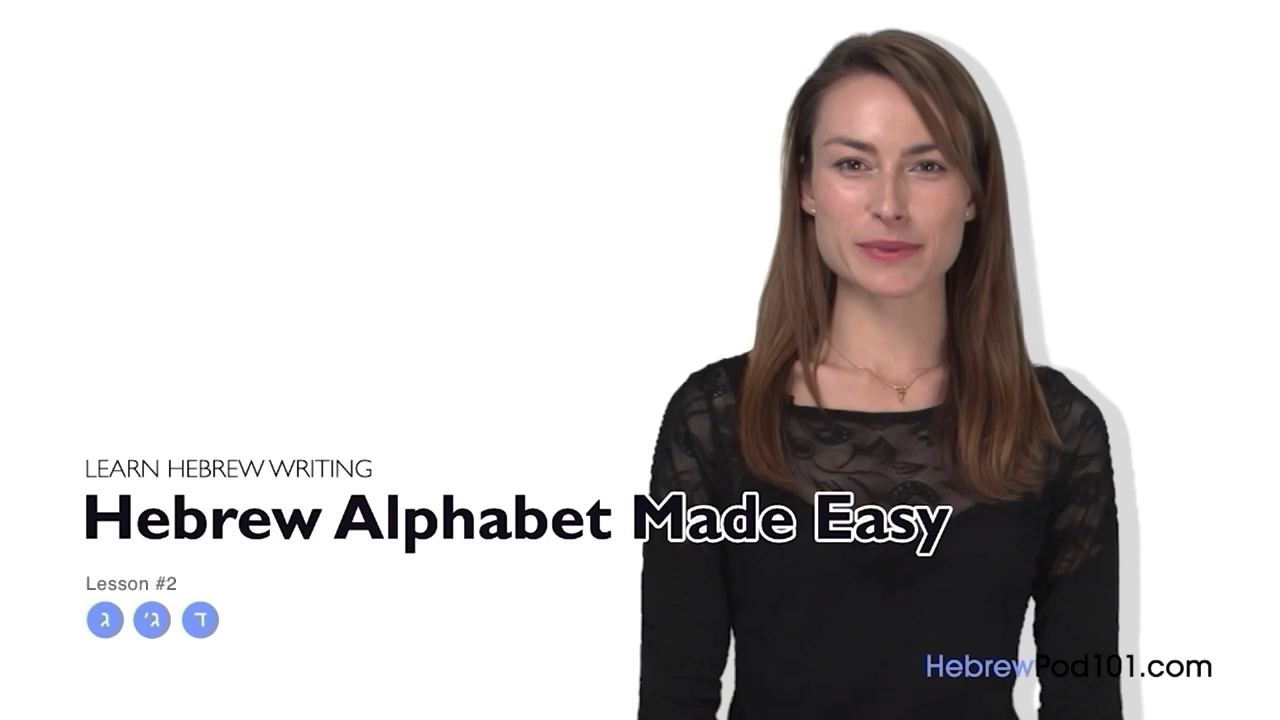 LEARN HEBREW WRITING
Hebrew Alphabet Made Easy
Lesson #2
ג ג׳ ד
HebrewPod101.com